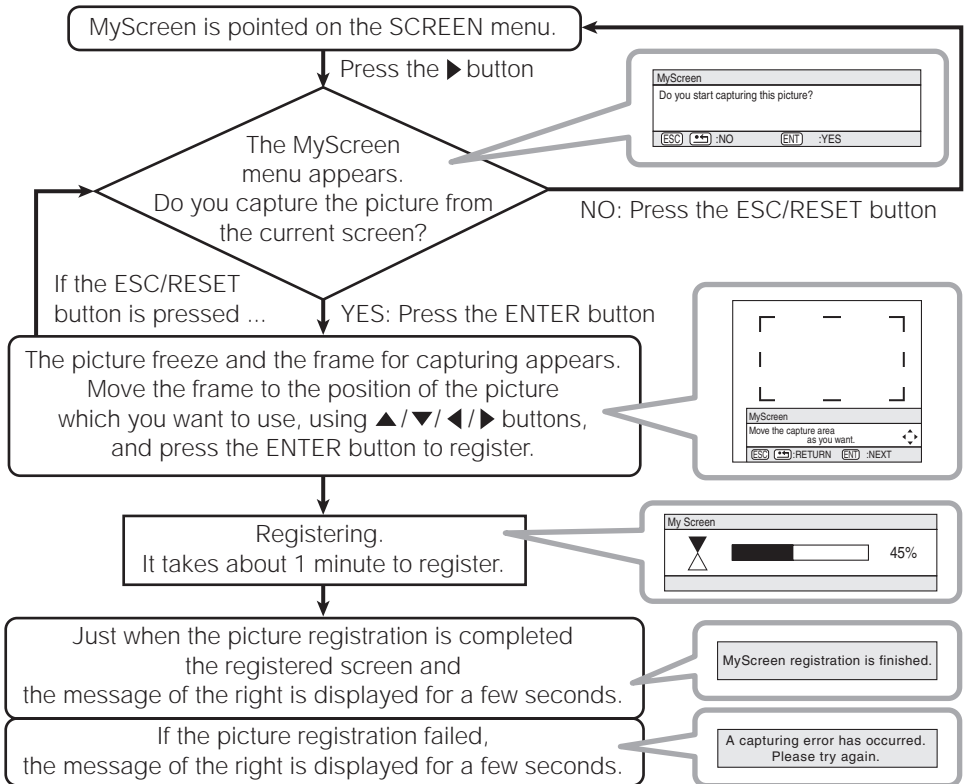 MyScreen is pointed on the SCREEN menu.
Press the ▶ button
MyScreen
Do you start capturing this picture?
ESC :NO ENT :YES
The MyScreen
menu appears.
Do you capture the picture from
the current screen?
NO: Press the ESC/RESET button
If the ESC/RESET
button is pressed ...
YES: Press the ENTER button
The picture freeze and the frame for capturing appears.
Move the frame to the position of the picture
which you want to use, using ▲/▼/◀/▶ buttons,
and press the ENTER button to register.
MyScreen
Move the capture area
as you want.
ESC :RETURN ENT :NEXT
Registering.
It takes about 1 minute to register.
My Screen
45%
Just when the picture registration is completed
the registered screen and
the message of the right is displayed for a few seconds.
MyScreen registration is finished.
If the picture registration failed,
the message of the right is displayed for a few seconds.
A capturing error has occurred.
Please try again.